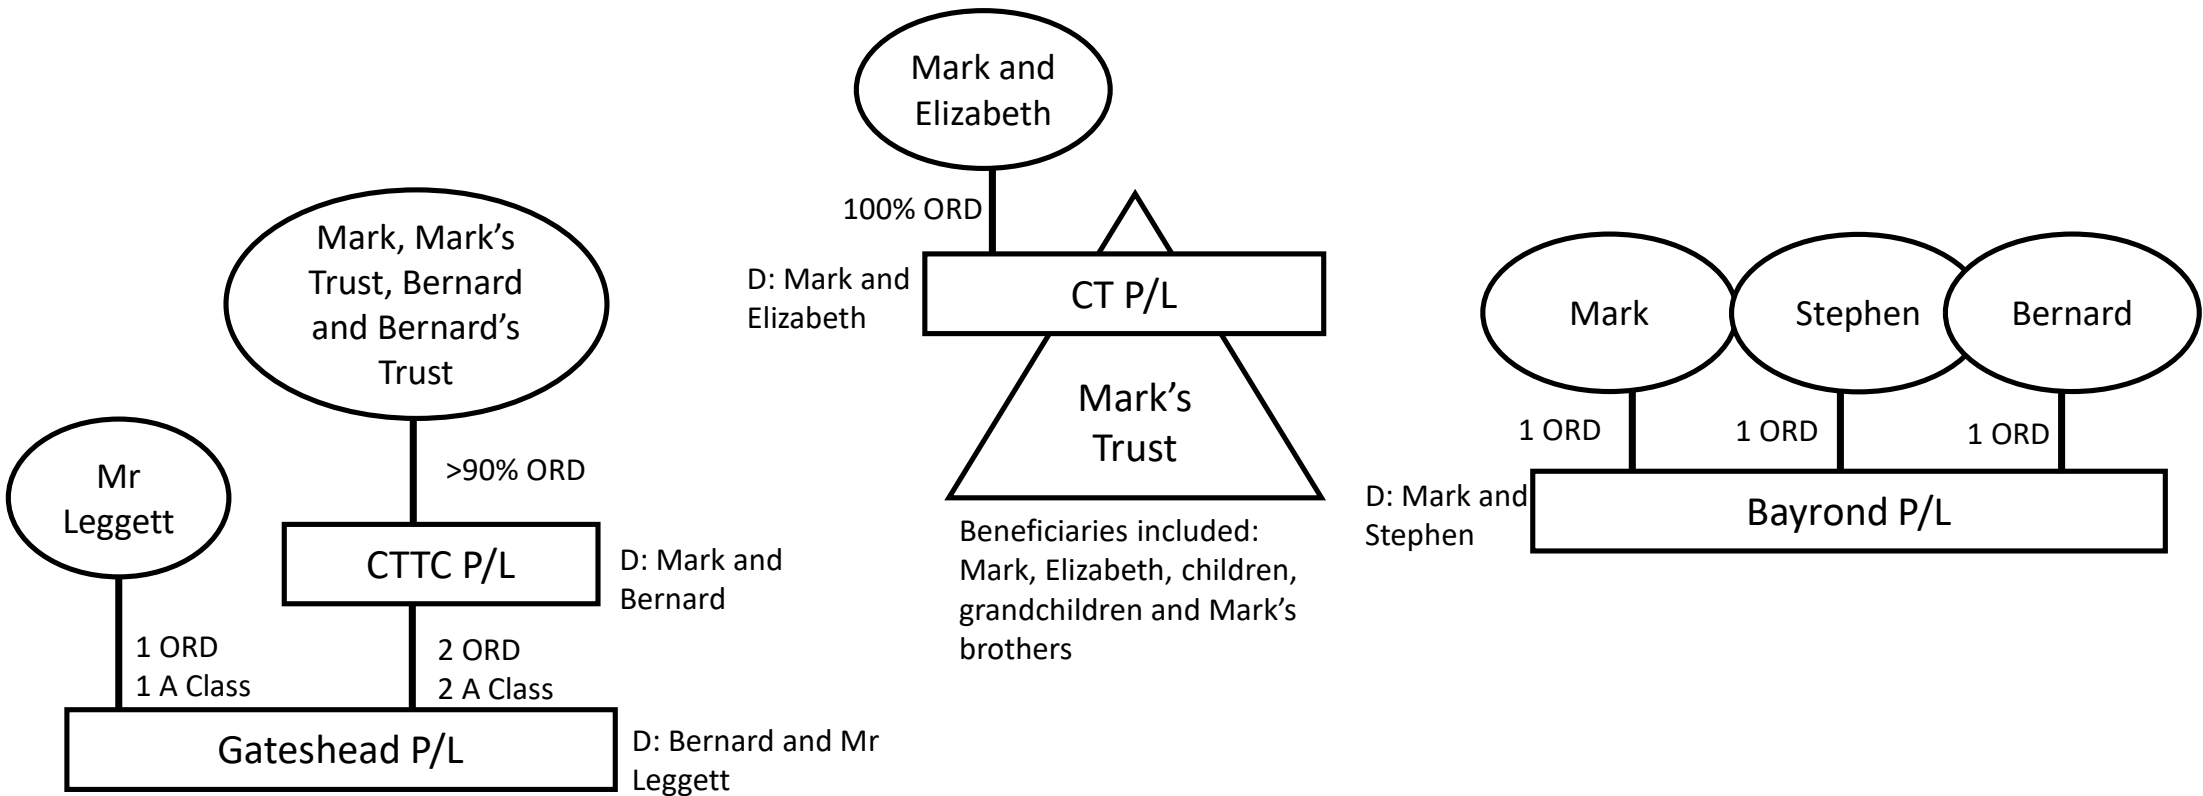 Mark and
Elizabeth
100% ORD
D: Mark and
Elizabeth
CT P/L
Mark's
Trust
Beneficiaries included:
Mark, Elizabeth, children,
grandchildren and Mark's
brothers
Mark, Mark's
Trust, Bernard
and Bernard's
Trust
>90% ORD
CTTC P/L
D: Mark and
Bernard
Mr
Leggett
1 ORD
1 A Class
2 ORD
2 A Class
Gateshead P/L
D: Bernard and Mr
Leggett
Mark
Stephen
Bernard
1 ORD
1 ORD
1 ORD
D: Mark and
Stephen
Bayrond P/L